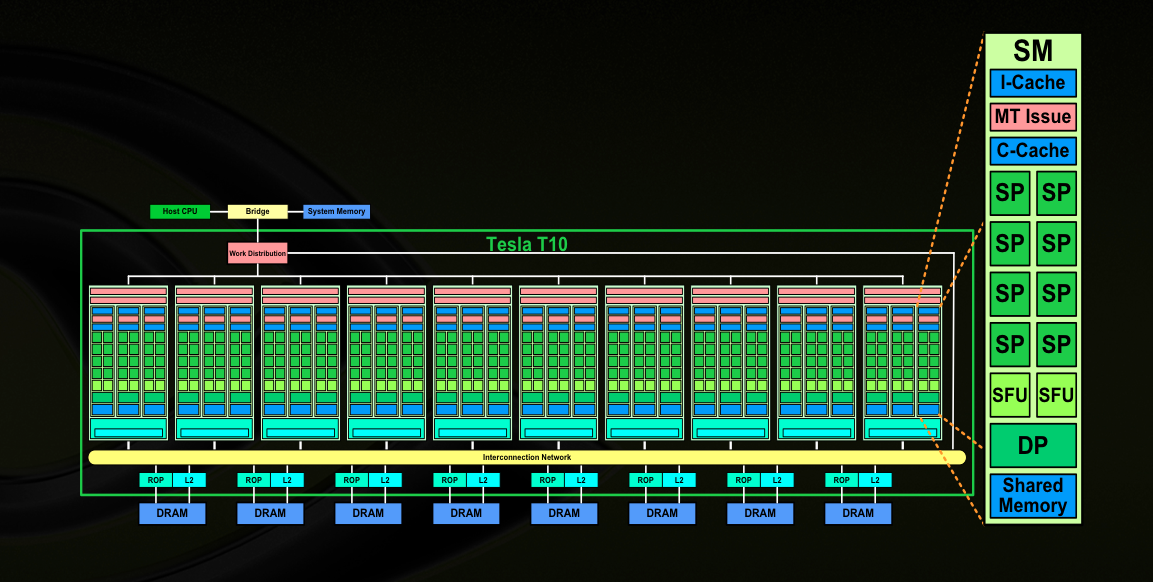 SM
I-Cache
MT Issue
C-Cache
SP SP
SP SP
SP SP
SP SP
SFU SFU
DP
Shared
Memory
Host CPU Bridge System Memory
Tesla T10
Work Distribution
Interconnection Network
ROP L2 ROP L2 ROP L2 ROP L2 ROP L2 ROP L2 ROP L2 ROP L2
DRAM DRAM DRAM DRAM DRAM DRAM DRAM DRAM